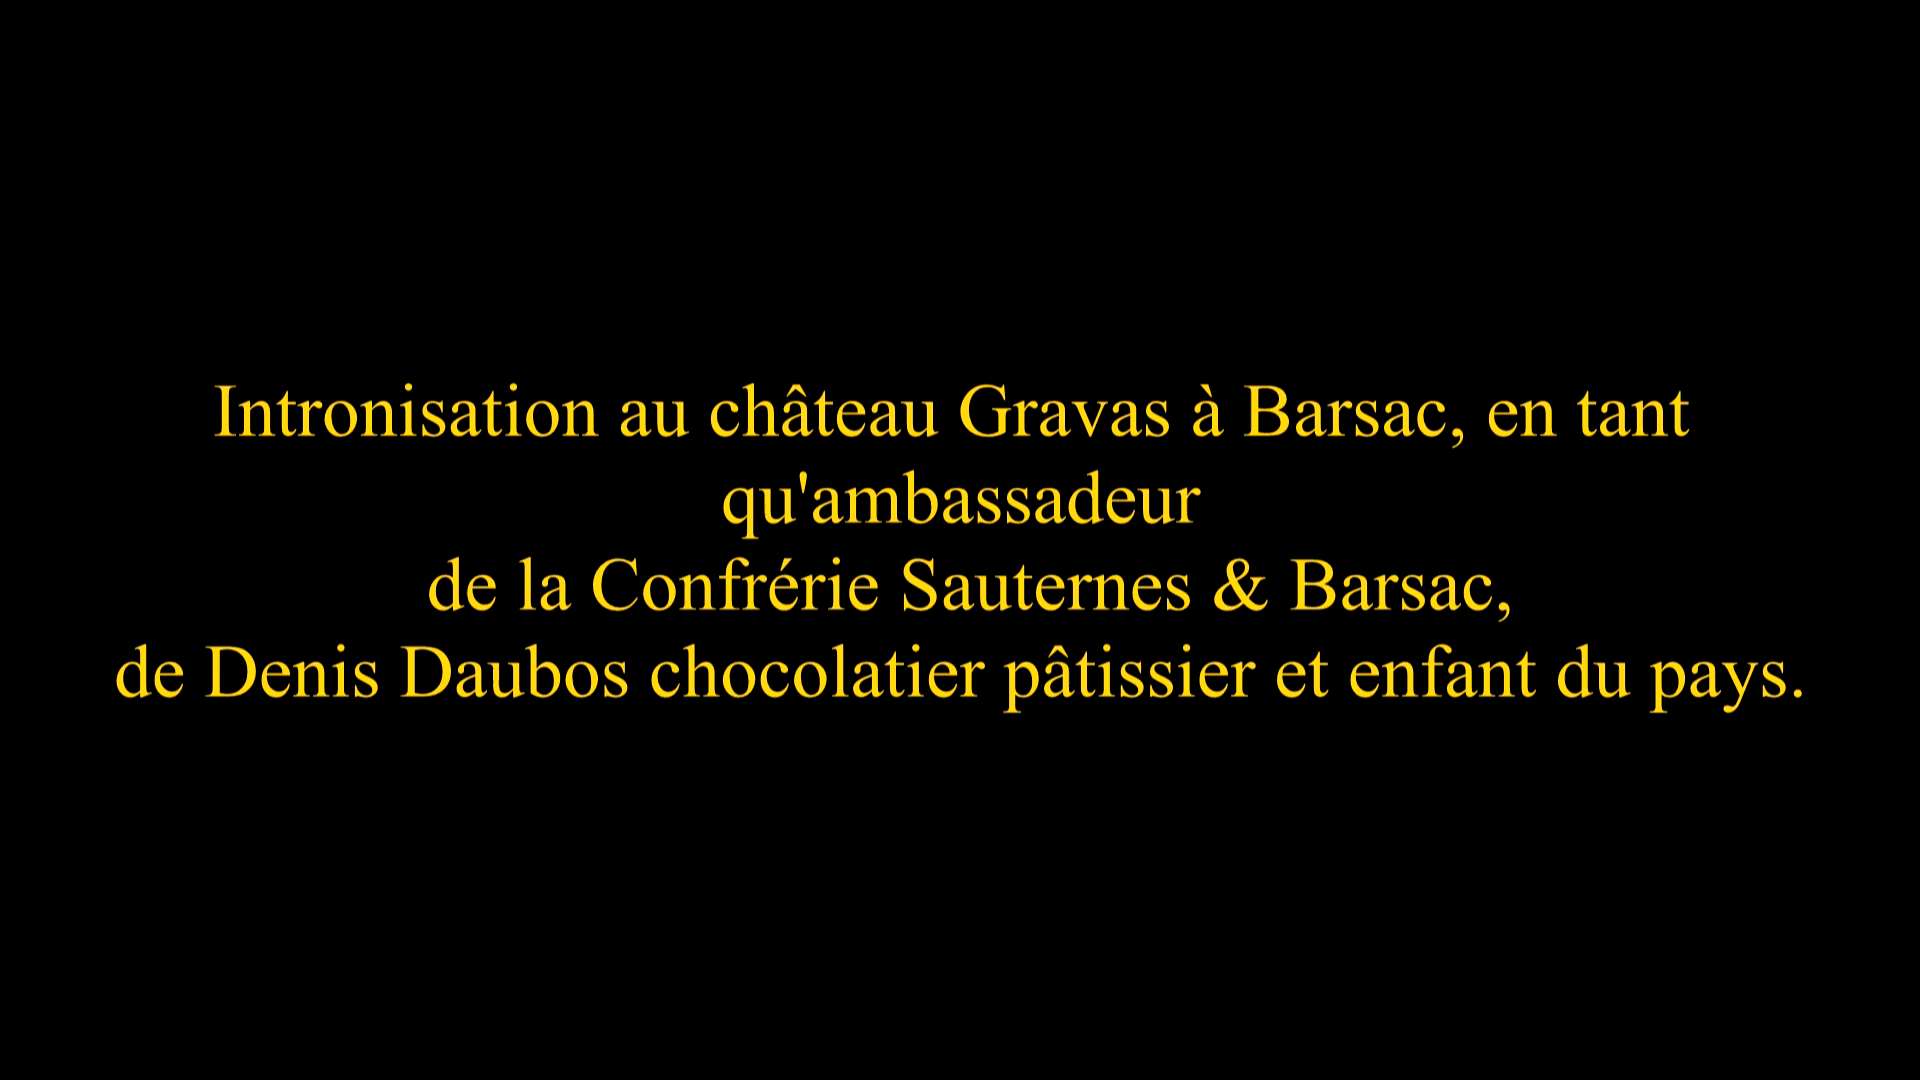 Intronisation au château Gravas à Barsac, en tant
qu'ambassadeur
de la Confrérie Sauternes & Barsac,
de Denis Daubos chocolatier pâtissier et enfant du pays.